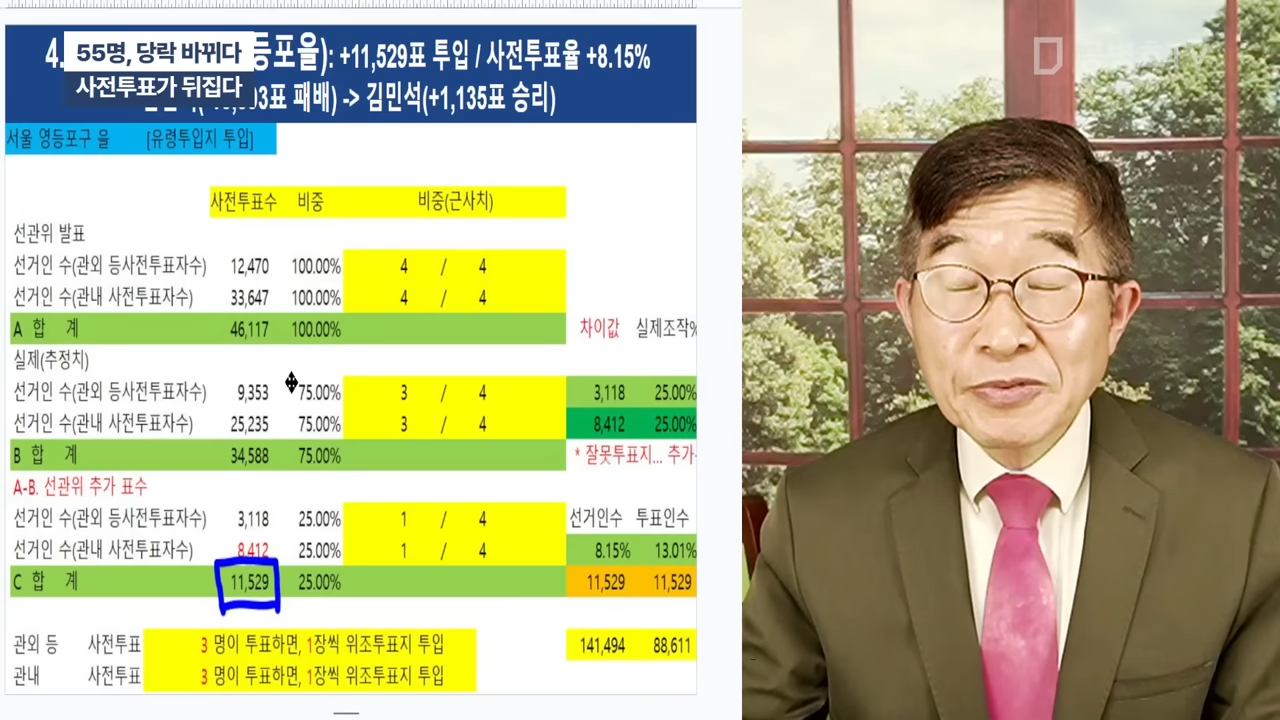 55명, 당락 바뀌다
사전투표가 뒤집다
4. 등포을): +11,529표 투입 / 사전투표율 +8.15%
표 패배) -> 김민석(+1,135표 승리)
서울 영등포구 을 [유령투입지 투입]
사전투표수 비중 비중(근사치)
선관위 발표
선거인 수(관외 등사전투표자수) 12,470 100.00% 4 / 4
선거인 수(관내 사전투표자수) 33,647 100.00% 4 / 4
A 합 계 46,117 100.00% 차이값 실제조작%
실제(추정치)
선거인 수(관외 등사전투표자수) 9,353 75.00% 3 / 4 3,118 25.00%
선거인 수(관내 사전투표자수) 25,235 75.00% 3 / 4 8,412 25.00%
B 합 계 34,588 75.00% * 잘못투표지... 추가
A-B. 선관위 추가 표수
선거인 수(관외 등사전투표자수) 3,118 25.00% 1 / 4 선거인수 투표인수
선거인 수(관내 사전투표자수) 8,412 25.00% 1 / 4 8.15% 13.01%
C 합 계 11,529 25.00% 11,529 11,529
관외 등 사전투표 3 명이 투표하면, 1장씩 위조투표지 투입 141,494 88,611
관내 사전투표 3 명이 투표하면, 1장씩 위조투표지 투입